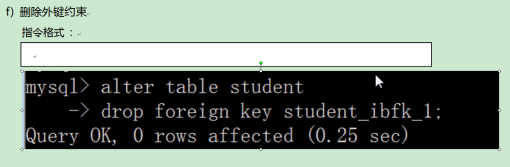 f) 删除外键约束
指令格式：
mysql> alter table student
    -> drop foreign key student_ibfk_1;
Query OK, 0 rows affected (0.25 sec)